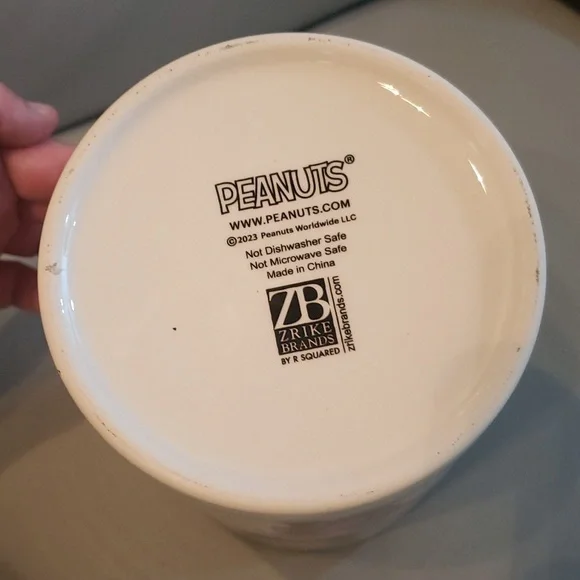 PEANUTS®
WWW.PEANUTS.COM
©2023 Peanuts Worldwide LLC
Not Dishwasher Safe
Not Microwave Safe
Made in China
ZB
ZRIKE
BRANDS
BY R SQUARED
zrikebrands.com